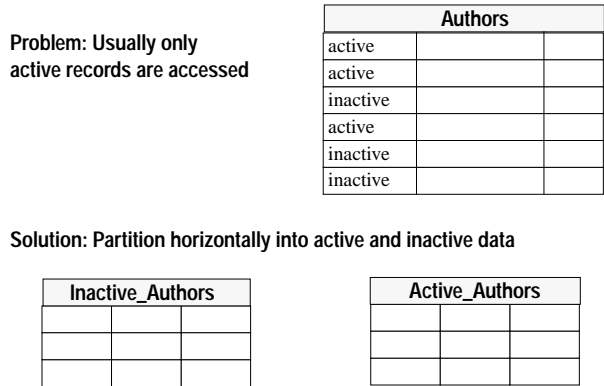 Problem: Usually only
active records are accessed
Authors
active
active
inactive
active
inactive
inactive
Solution: Partition horizontally into active and inactive data
Inactive_Authors
Active_Authors